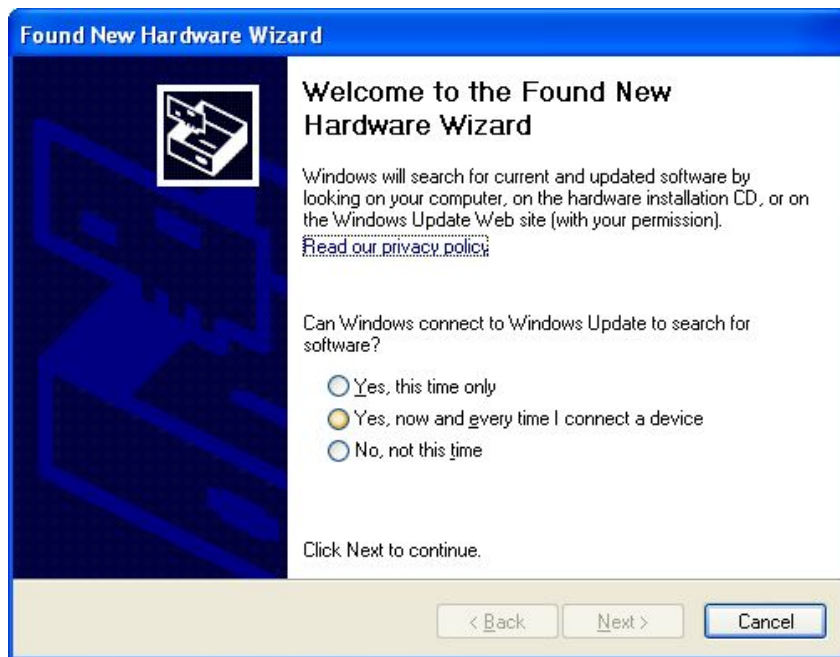 Found New Hardware Wizard
Welcome to the Found New
Hardware Wizard
Windows will search for current and updated software by
looking on your computer, on the hardware installation CD, or on
the Windows Update Web site (with your permission).
Read our privacy policy
Can Windows connect to Windows Update to search for
software?
Yes, this time only
Yes, now and every time I connect a device
No, not this time
Click Next to continue.
< Back Next > Cancel